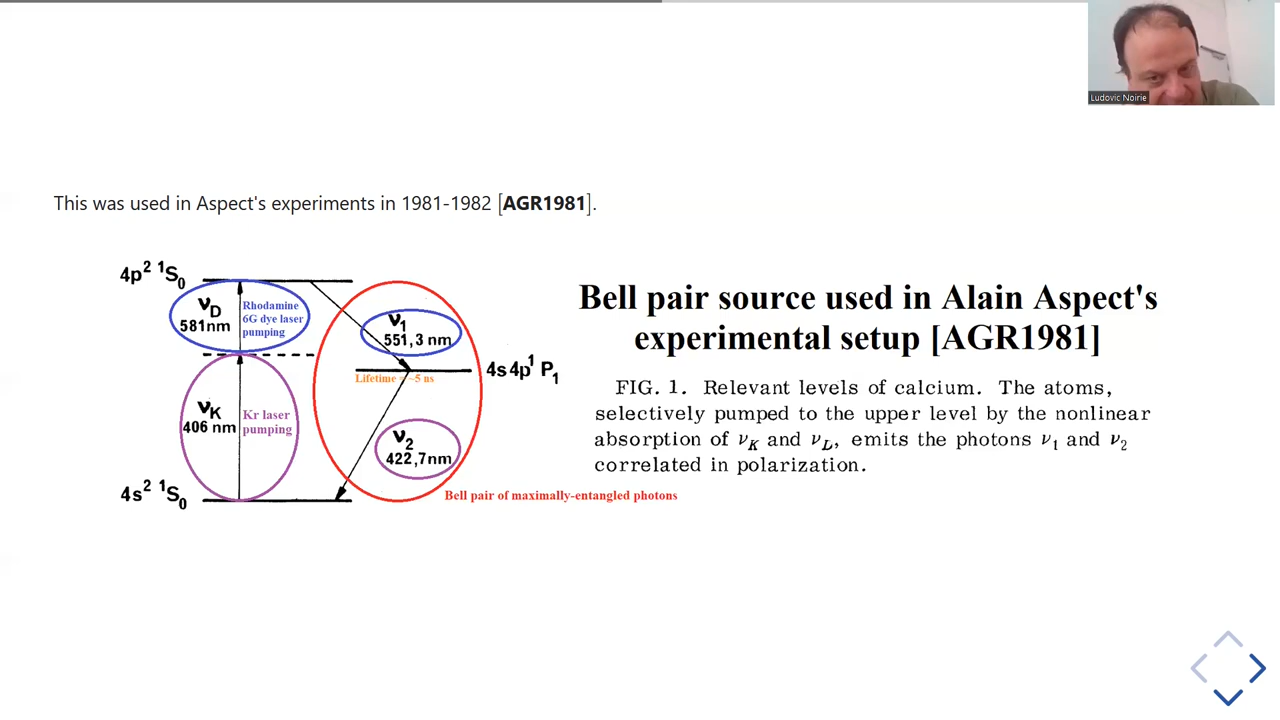 Ludovic Noirie
This was used in Aspect's experiments in 1981-1982 [AGR1981].
4p² ¹S₀
νD
581nm
Rhodamine
6G dye laser
pumping
ν₁
551,3 nm
4s4p¹P₁
Lifetime ~ ~5 ns
νK
406 nm
Kr laser
pumping
ν₂
422,7nm
4s² ¹S₀
Bell pair of maximally-entangled photons
Bell pair source used in Alain Aspect's
experimental setup [AGR1981]
FIG. 1. Relevant levels of calcium. The atoms,
selectively pumped to the upper level by the nonlinear
absorption of νK and νL, emits the photons ν₁ and ν₂
correlated in polarization.